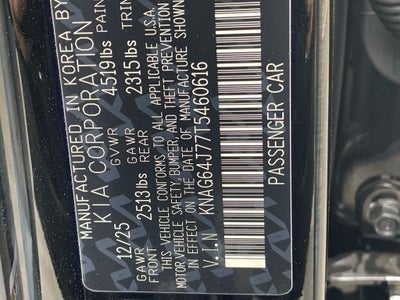 MANUFACTURED IN KOREA BY
KIA CORPORATION
12/25 GVWR 4519lbs PAIN
GAWR FRONT 2513lbs GAWR REAR 2315lbs TRIM
THIS VEHICLE CONFORMS TO ALL APPLICABLE U.S.A.
MOTOR VEHICLE SAFETY, BUMPER, AND THEFT PREVENTION
IN EFFECT ON THE DATE OF MANUFACTURE SHOWN
V.I.N KNAG64J77T5460616
PASSENGER CAR